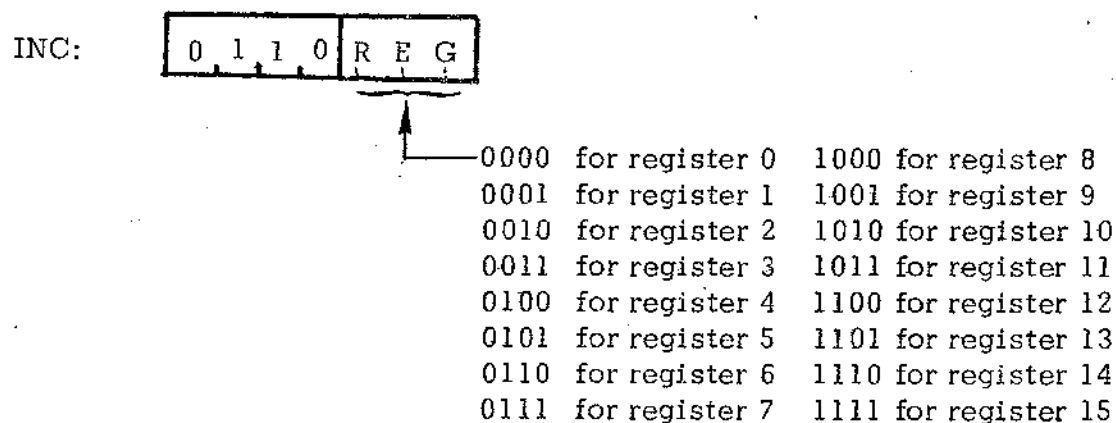 INC: 0 1 1 0 R E G
0000 for register 0 1000 for register 8
0001 for register 1 1001 for register 9
0010 for register 2 1010 for register 10
0011 for register 3 1011 for register 11
0100 for register 4 1100 for register 12
0101 for register 5 1101 for register 13
0110 for register 6 1110 for register 14
0111 for register 7 1111 for register 15